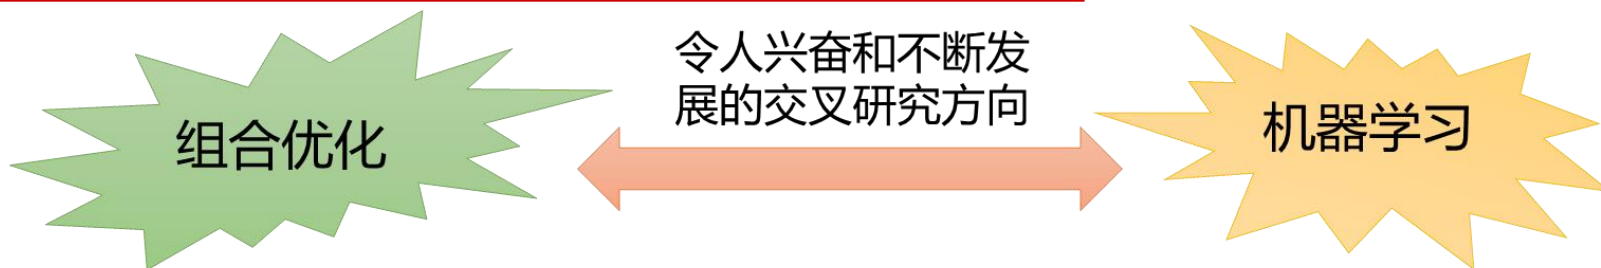 组合优化
令人兴奋和不断发
展的交叉研究方向
机器学习